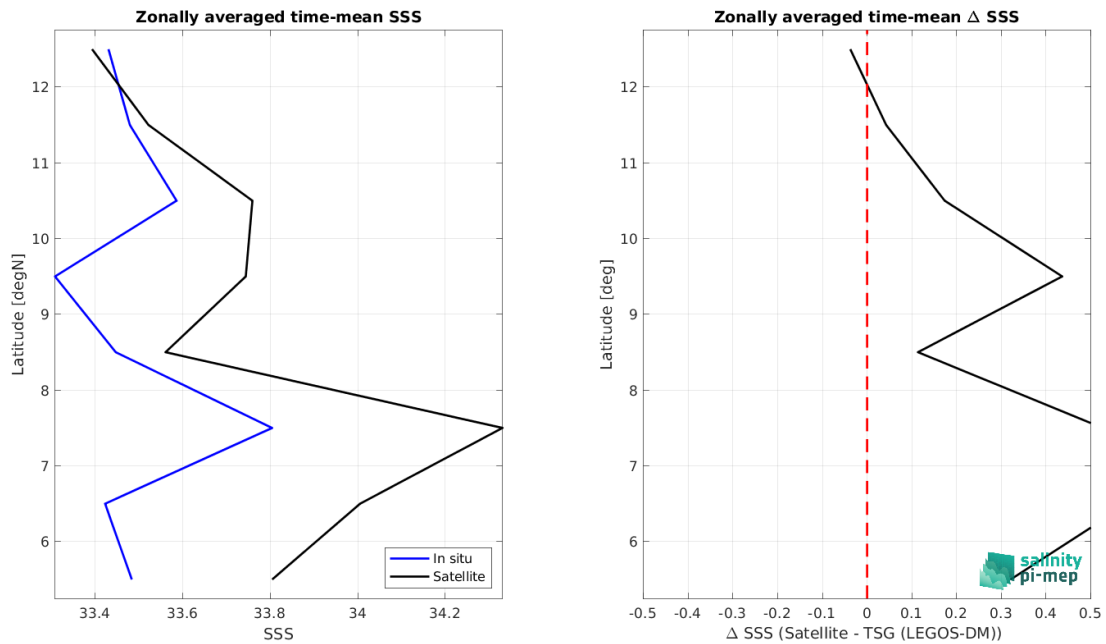 Zonally averaged time-mean SSS
Latitude [degN]
12
11
10
9
8
7
6
33.4 33.6 33.8 34 34.2
SSS
In situ
Satellite
Zonally averaged time-mean Δ SSS
Latitude [deg]
12
11
10
9
8
7
6
-0.5 -0.4 -0.3 -0.2 -0.1 0 0.1 0.2 0.3 0.4 0.5
Δ SSS (Satellite - TSG (LEGOS-DM))
salinity
pi-mep